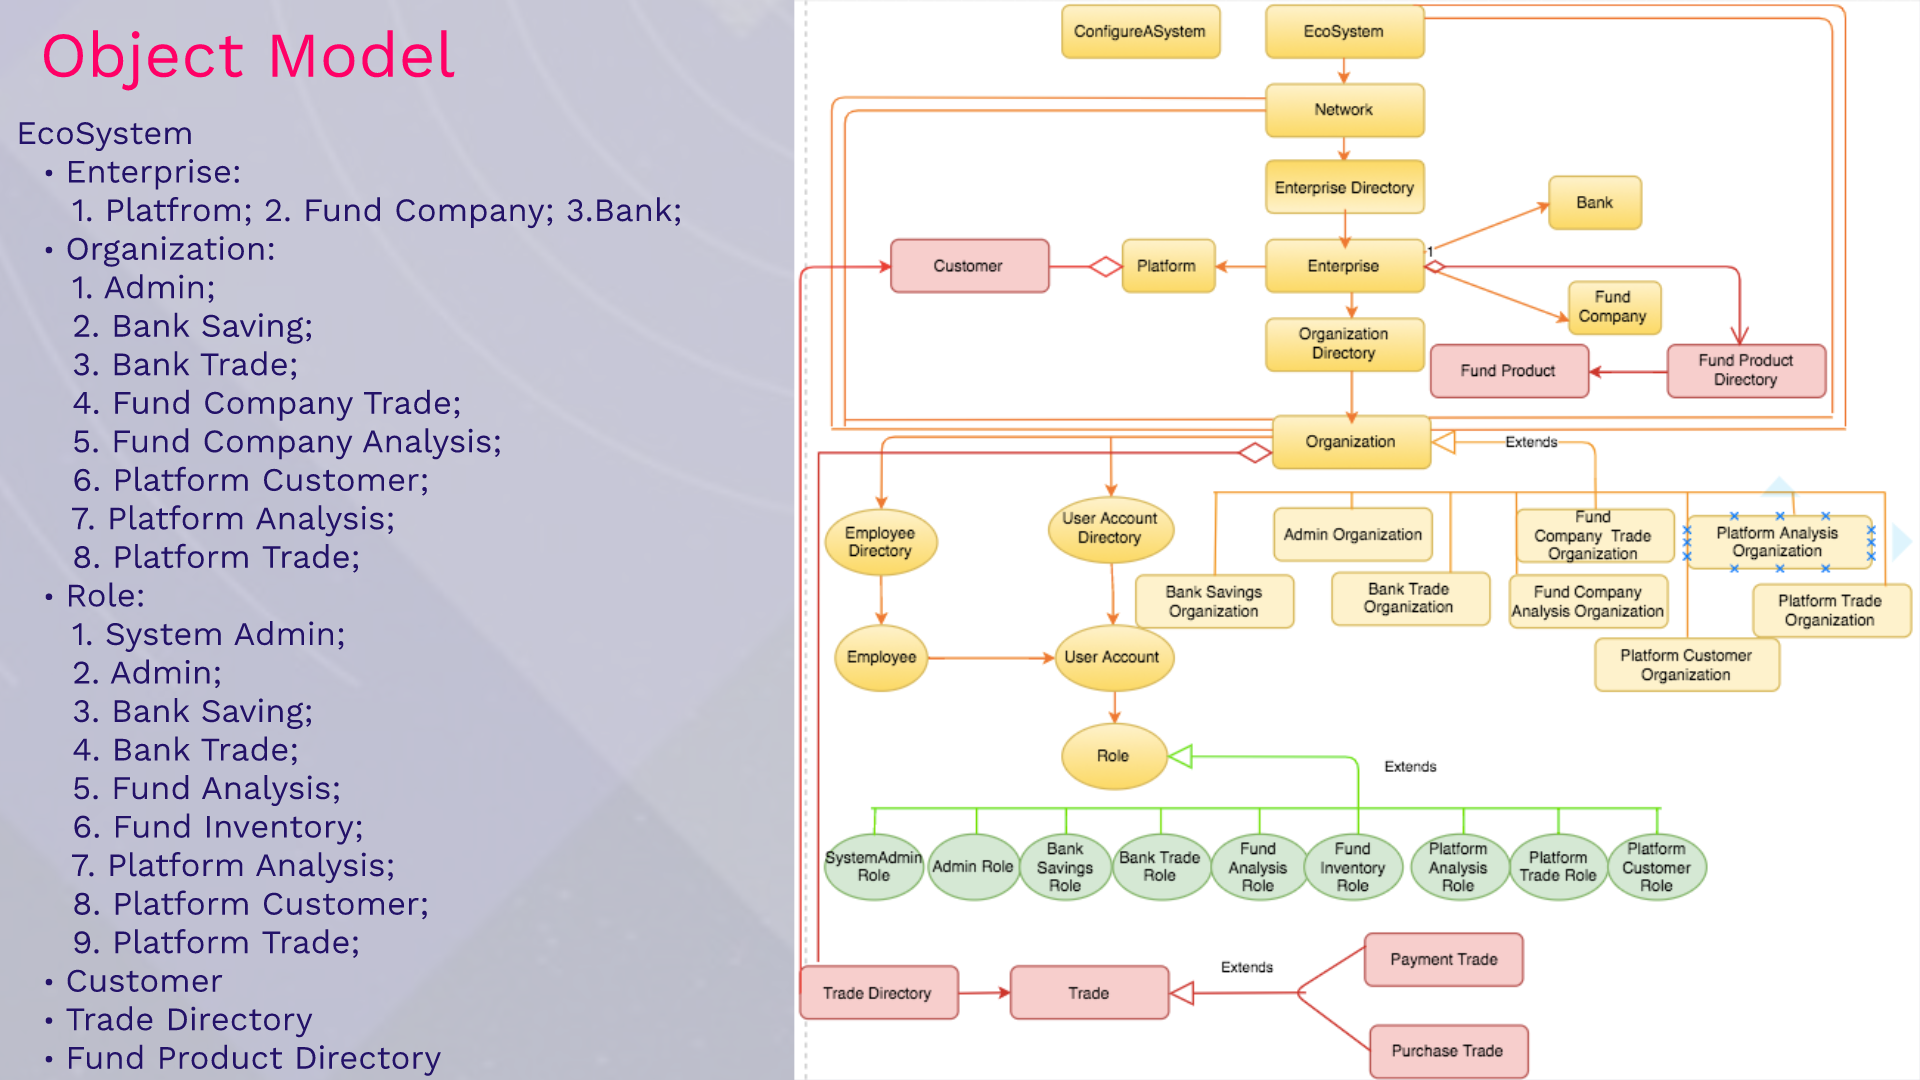 Object Model
EcoSystem
• Enterprise:
1. Platfrom; 2. Fund Company; 3.Bank;
• Organization:
1. Admin;
2. Bank Saving;
3. Bank Trade;
4. Fund Company Trade;
5. Fund Company Analysis;
6. Platform Customer;
7. Platform Analysis;
8. Platform Trade;
• Role:
1. System Admin;
2. Admin;
3. Bank Saving;
4. Bank Trade;
5. Fund Analysis;
6. Fund Inventory;
7. Platform Analysis;
8. Platform Customer;
9. Platform Trade;
• Customer
• Trade Directory
• Fund Product Directory
ConfigureASystem
EcoSystem
Network
Enterprise Directory
Bank
1
Customer
Platform
Enterprise
Fund
Company
Organization
Directory
Fund Product
Fund Product
Directory
Organization
Extends
Employee
Directory
User Account
Directory
Admin Organization
Fund
Company Trade
Organization
Platform Analysis
Organization
Bank Savings
Organization
Bank Trade
Organization
Fund Company
Analysis Organization
Platform Trade
Organization
Employee
User Account
Platform Customer
Organization
Role
Extends
SystemAdmin
Role
Admin Role
Bank
Savings
Role
Bank Trade
Role
Fund
Analysis
Role
Fund
Inventory
Role
Platform
Analysis
Role
Platform
Trade Role
Platform
Customer
Role
Payment Trade
Extends
Trade Directory
Trade
Purchase Trade